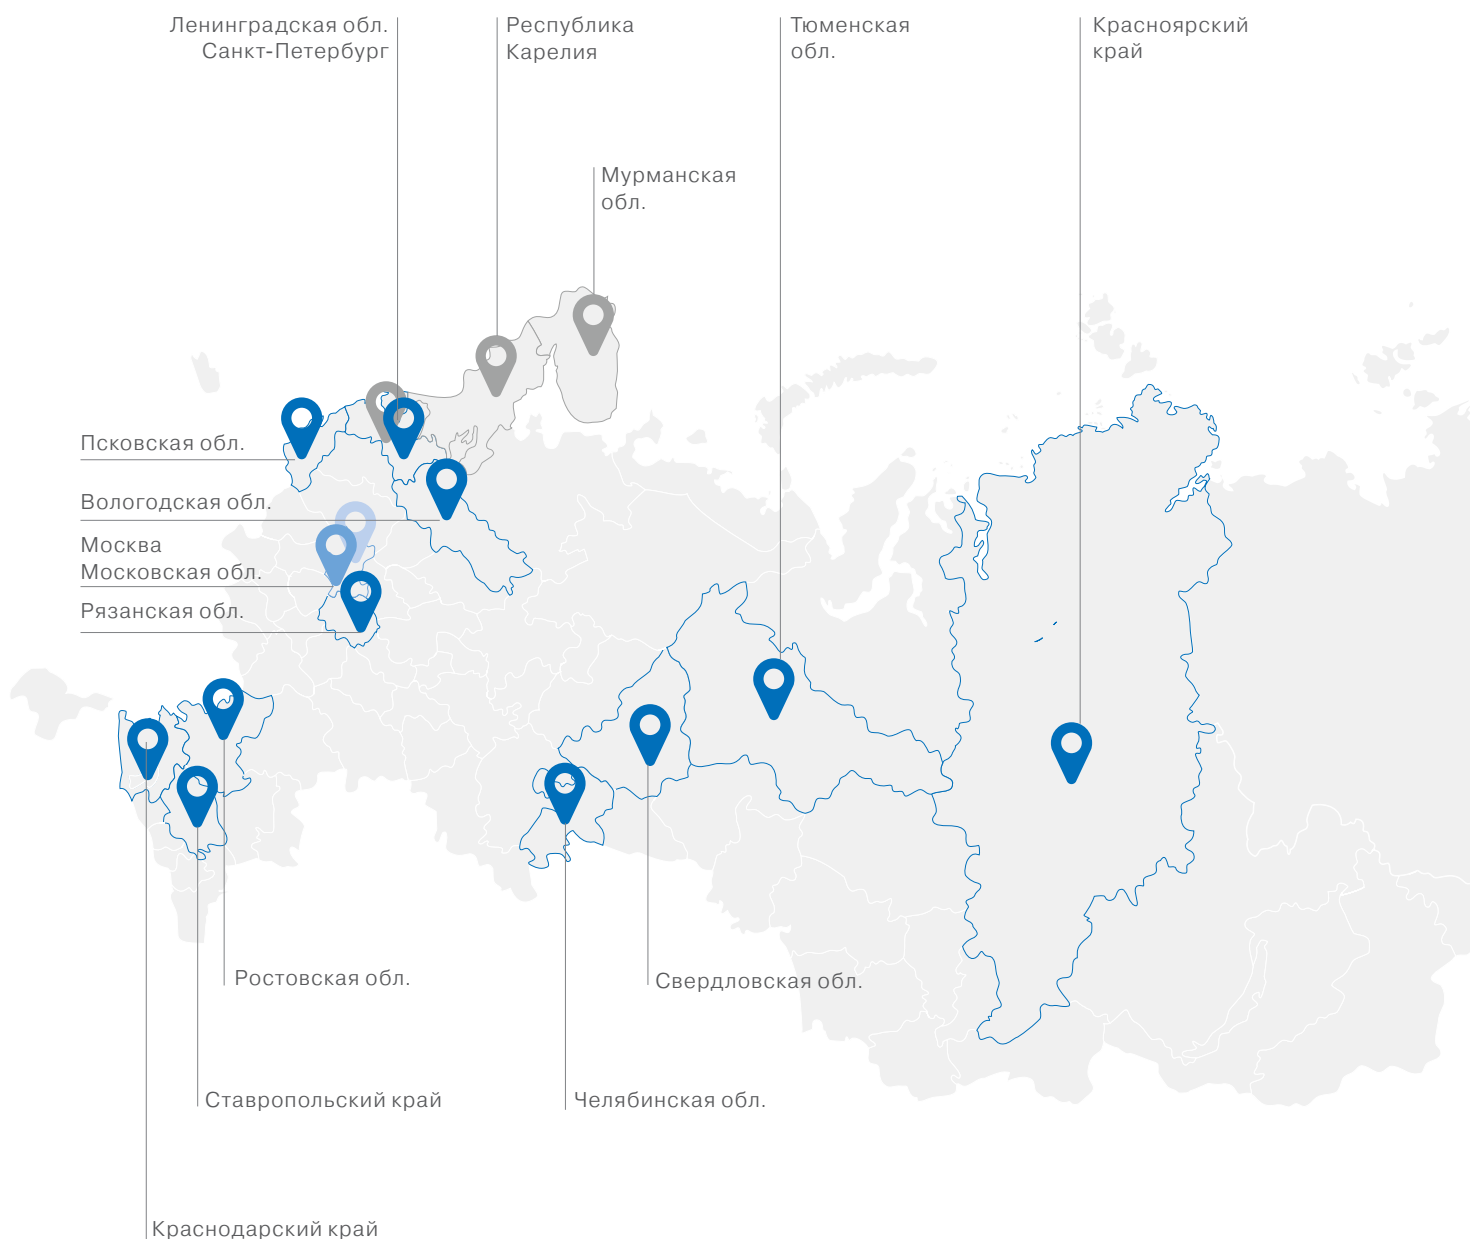 Ленинградская обл.
Санкт-Петербург
Республика
Карелия
Тюменская
обл.
Красноярский
край
Мурманская
обл.
Псковская обл.
Вологодская обл.
Москва
Московская обл.
Рязанская обл.
Ростовская обл.
Свердловская обл.
Ставропольский край
Челябинская обл.
Краснодарский край